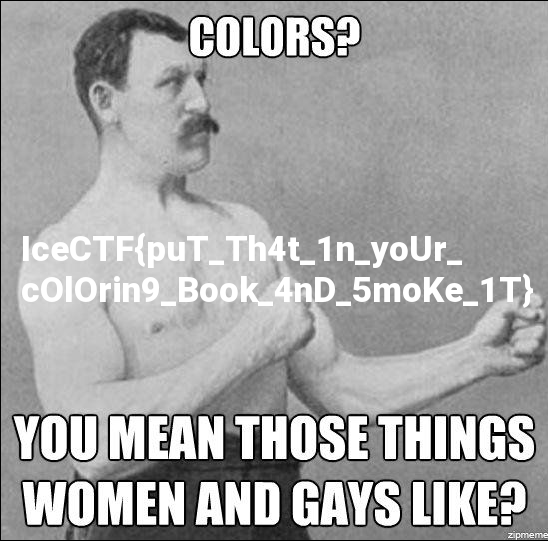 COLORS?
IceCTF{puT_Th4t_1n_yoUr_
cOlOrin9_Book_4nD_5moKe_1T}
YOU MEAN THOSE THINGS
WOMEN AND GAYS LIKE?
zipmeme